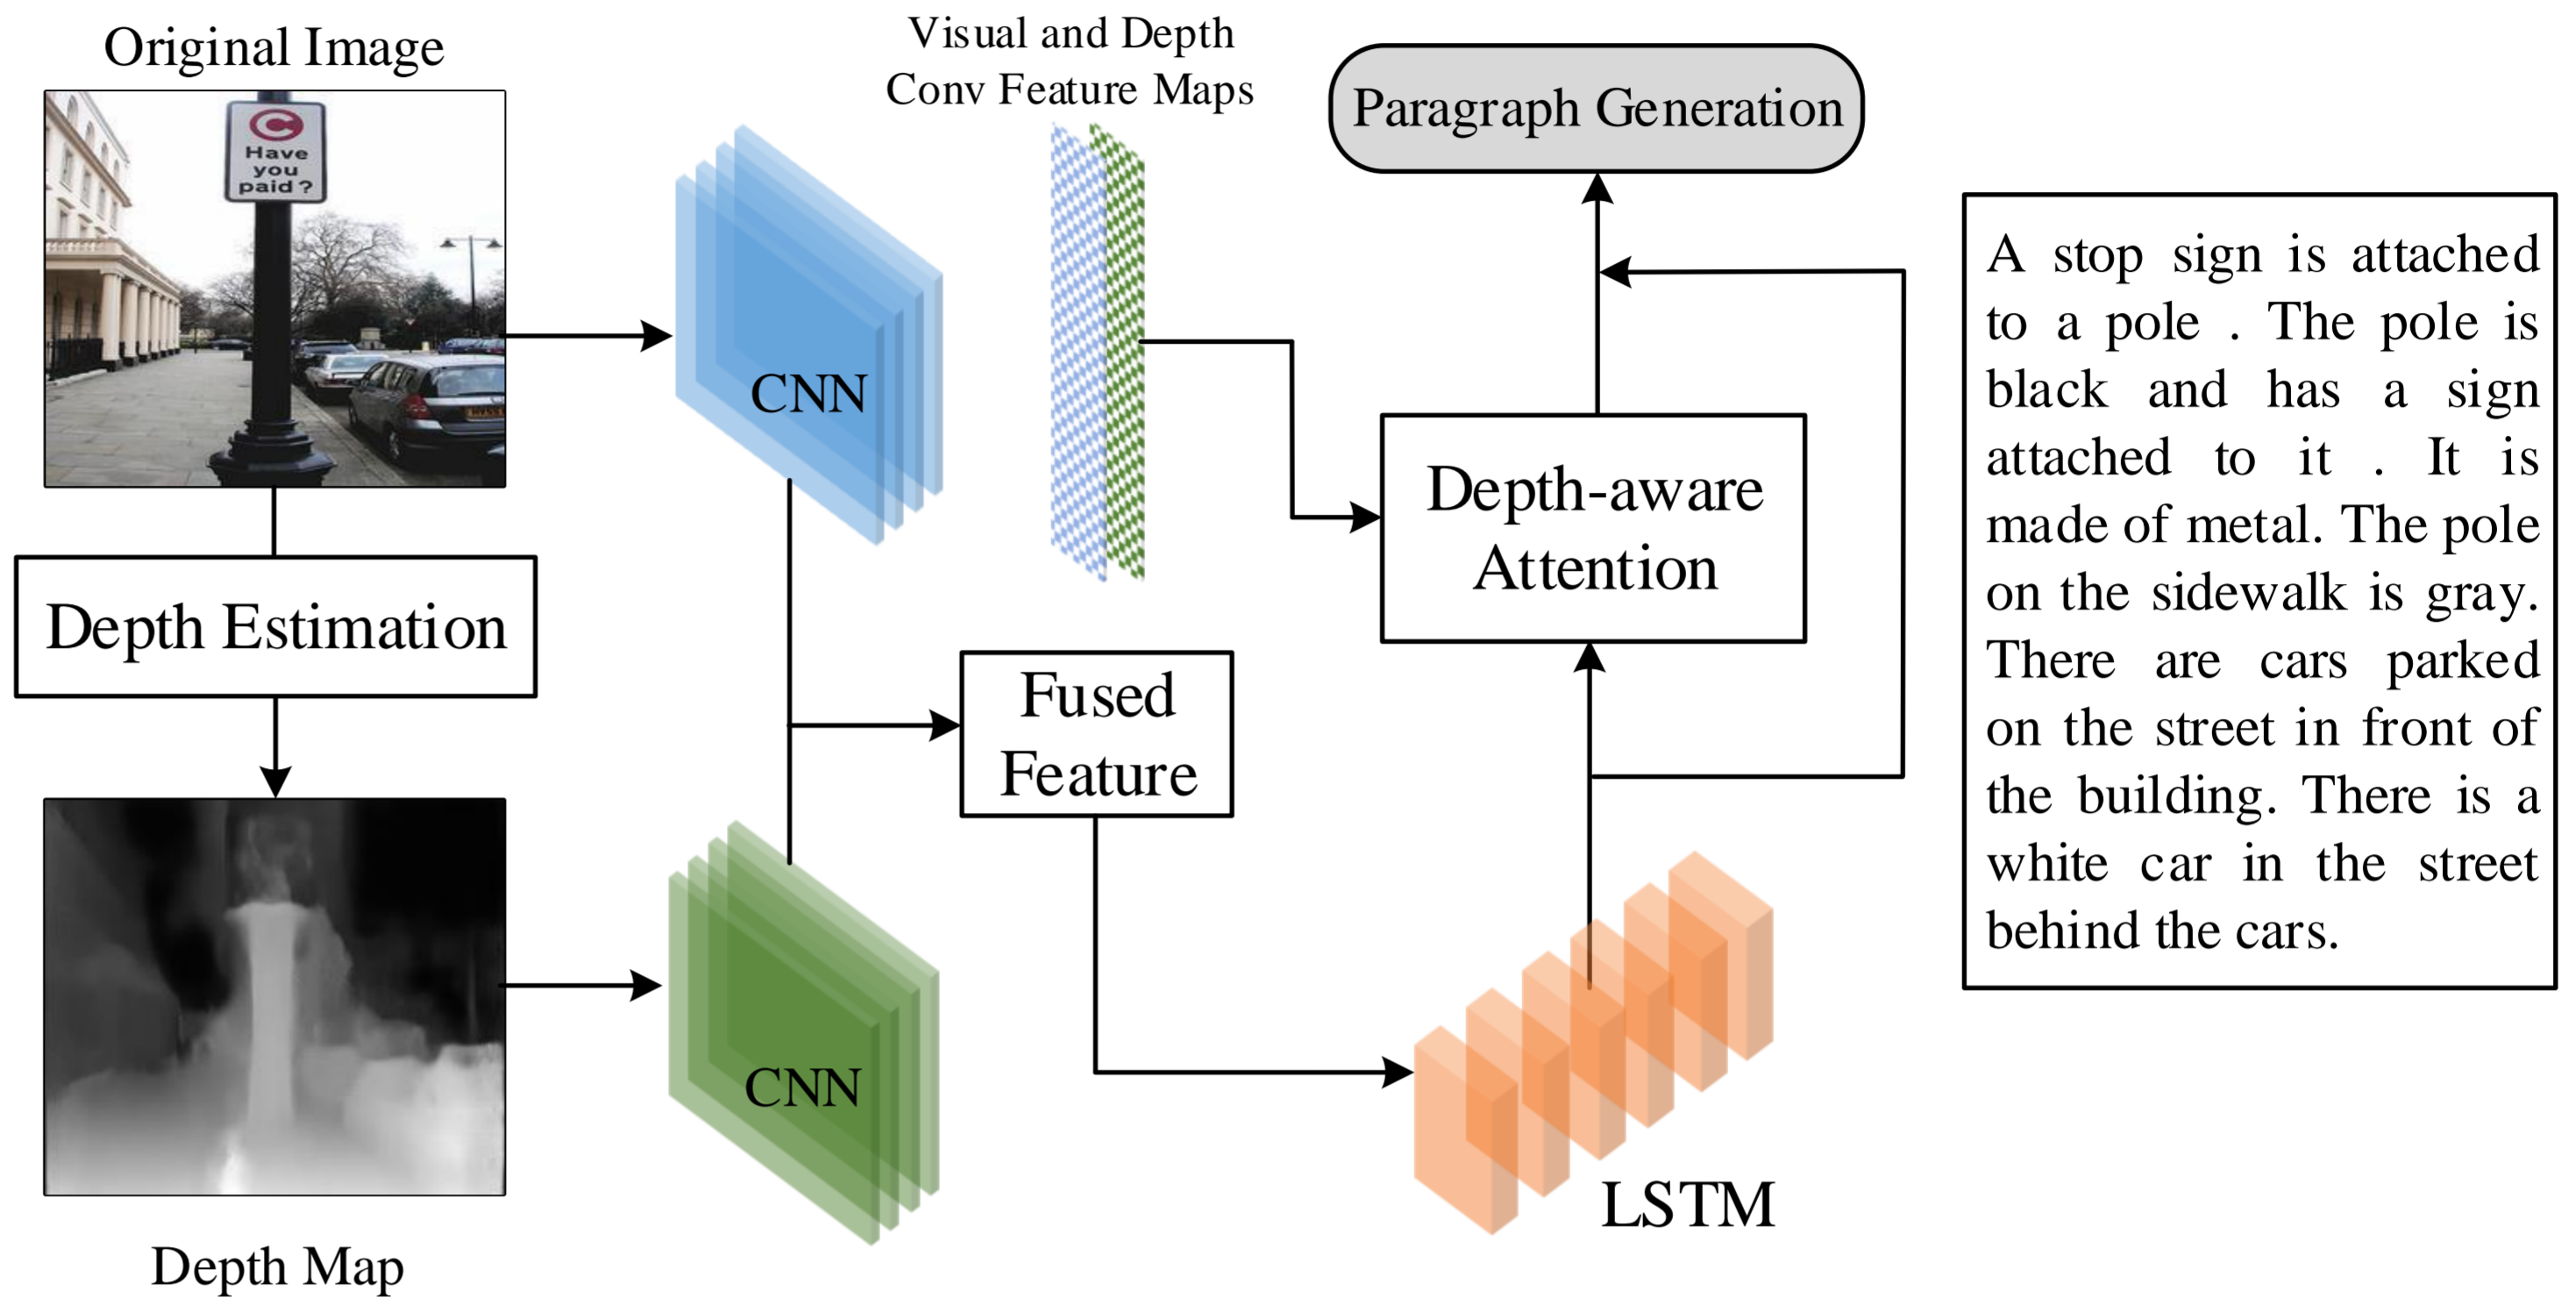 Original Image
Have
you
paid?
Depth Estimation
Depth Map
CNN
CNN
Visual and Depth
Conv Feature Maps
Fused
Feature
LSTM
Depth-aware
Attention
Paragraph Generation
A stop sign is attached
to a pole . The pole is
black and has a sign
attached to it . It is
made of metal. The pole
on the sidewalk is gray.
There are cars parked
on the street in front of
the building. There is a
white car in the street
behind the cars.